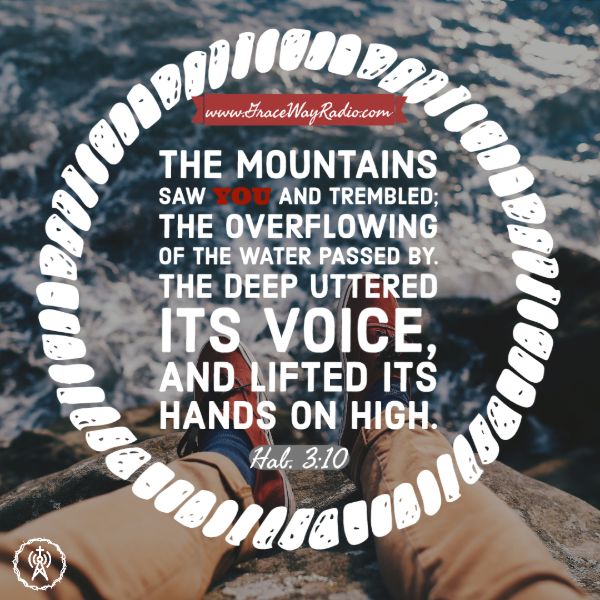 www.GraceWayRadio.com
THE MOUNTAINS
SAW YOU AND TREMBLED;
THE OVERFLOWING
OF THE WATER PASSED BY.
THE DEEP UTTERED
ITS VOICE,
AND LIFTED ITS
HANDS ON HIGH.
Hab. 3:10